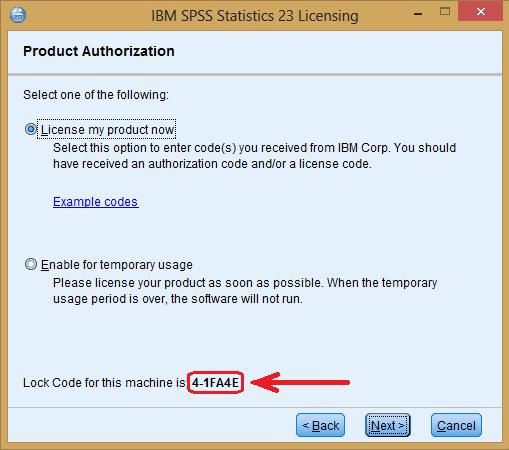 IBM SPSS Statistics 23 Licensing
Product Authorization
Select one of the following:
License my product now
Select this option to enter code(s) you received from IBM Corp. You should
have received an authorization code and/or a license code.
Example codes
Enable for temporary usage
Please license your product as soon as possible. When the temporary
usage period is over, the software will not run.
Lock Code for this machine is 4-1FA4E
< Back Next > Cancel